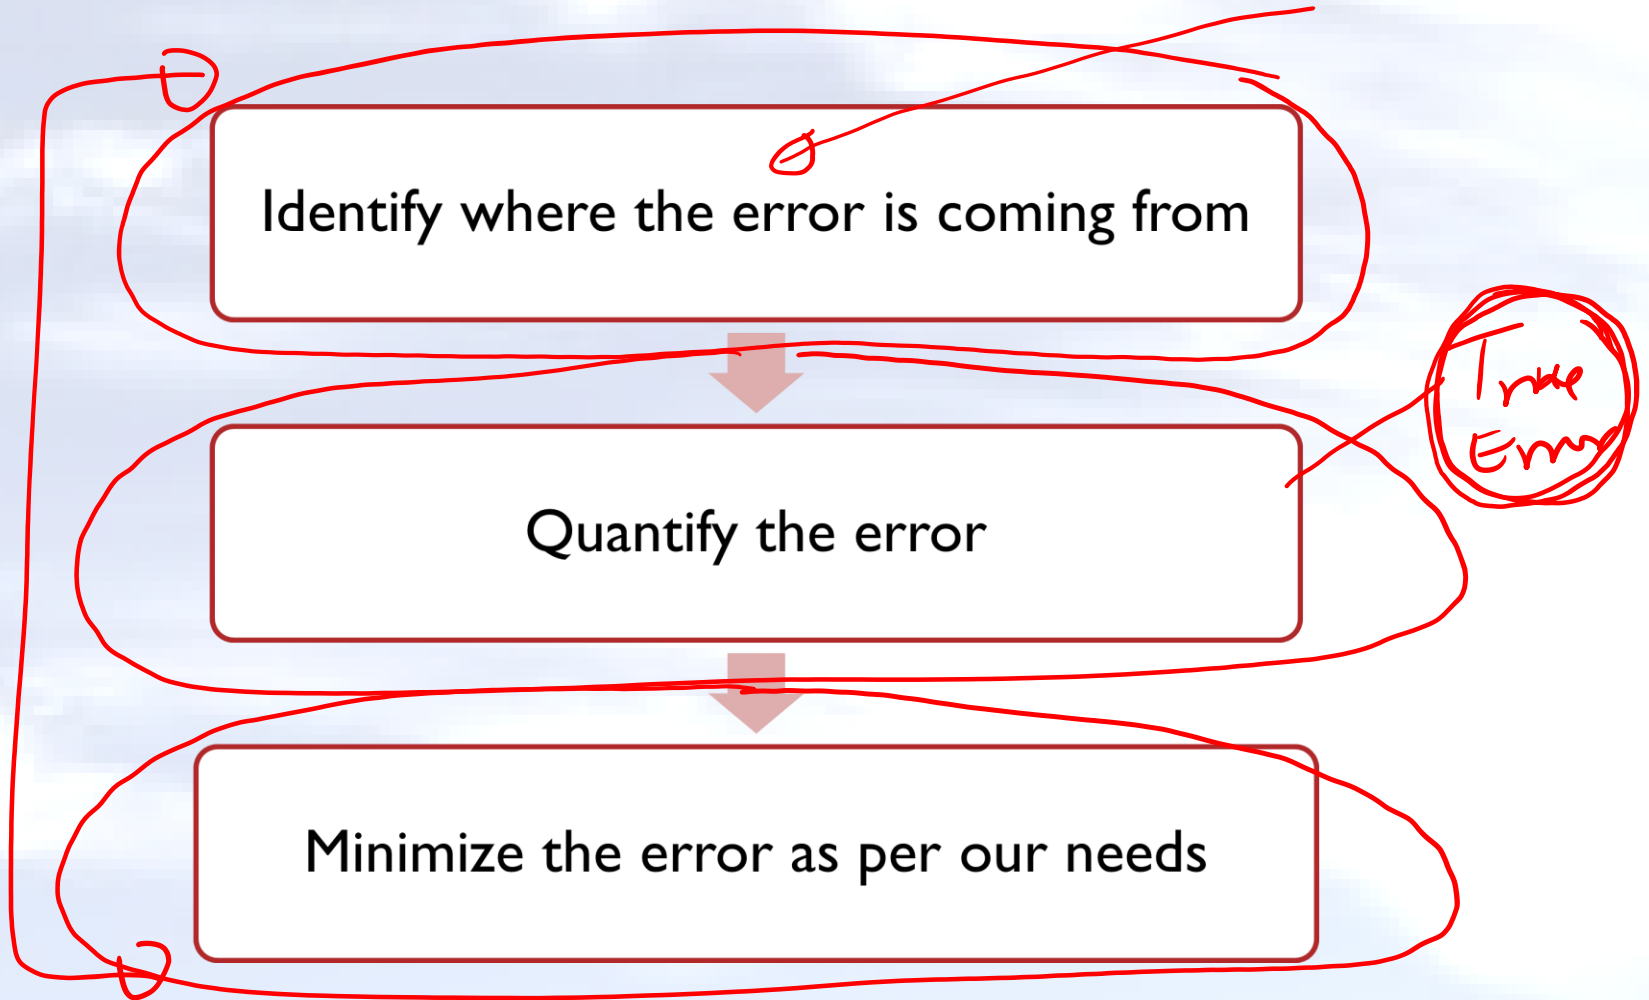 Identify where the error is coming from
True
Error
Quantify the error
Minimize the error as per our needs